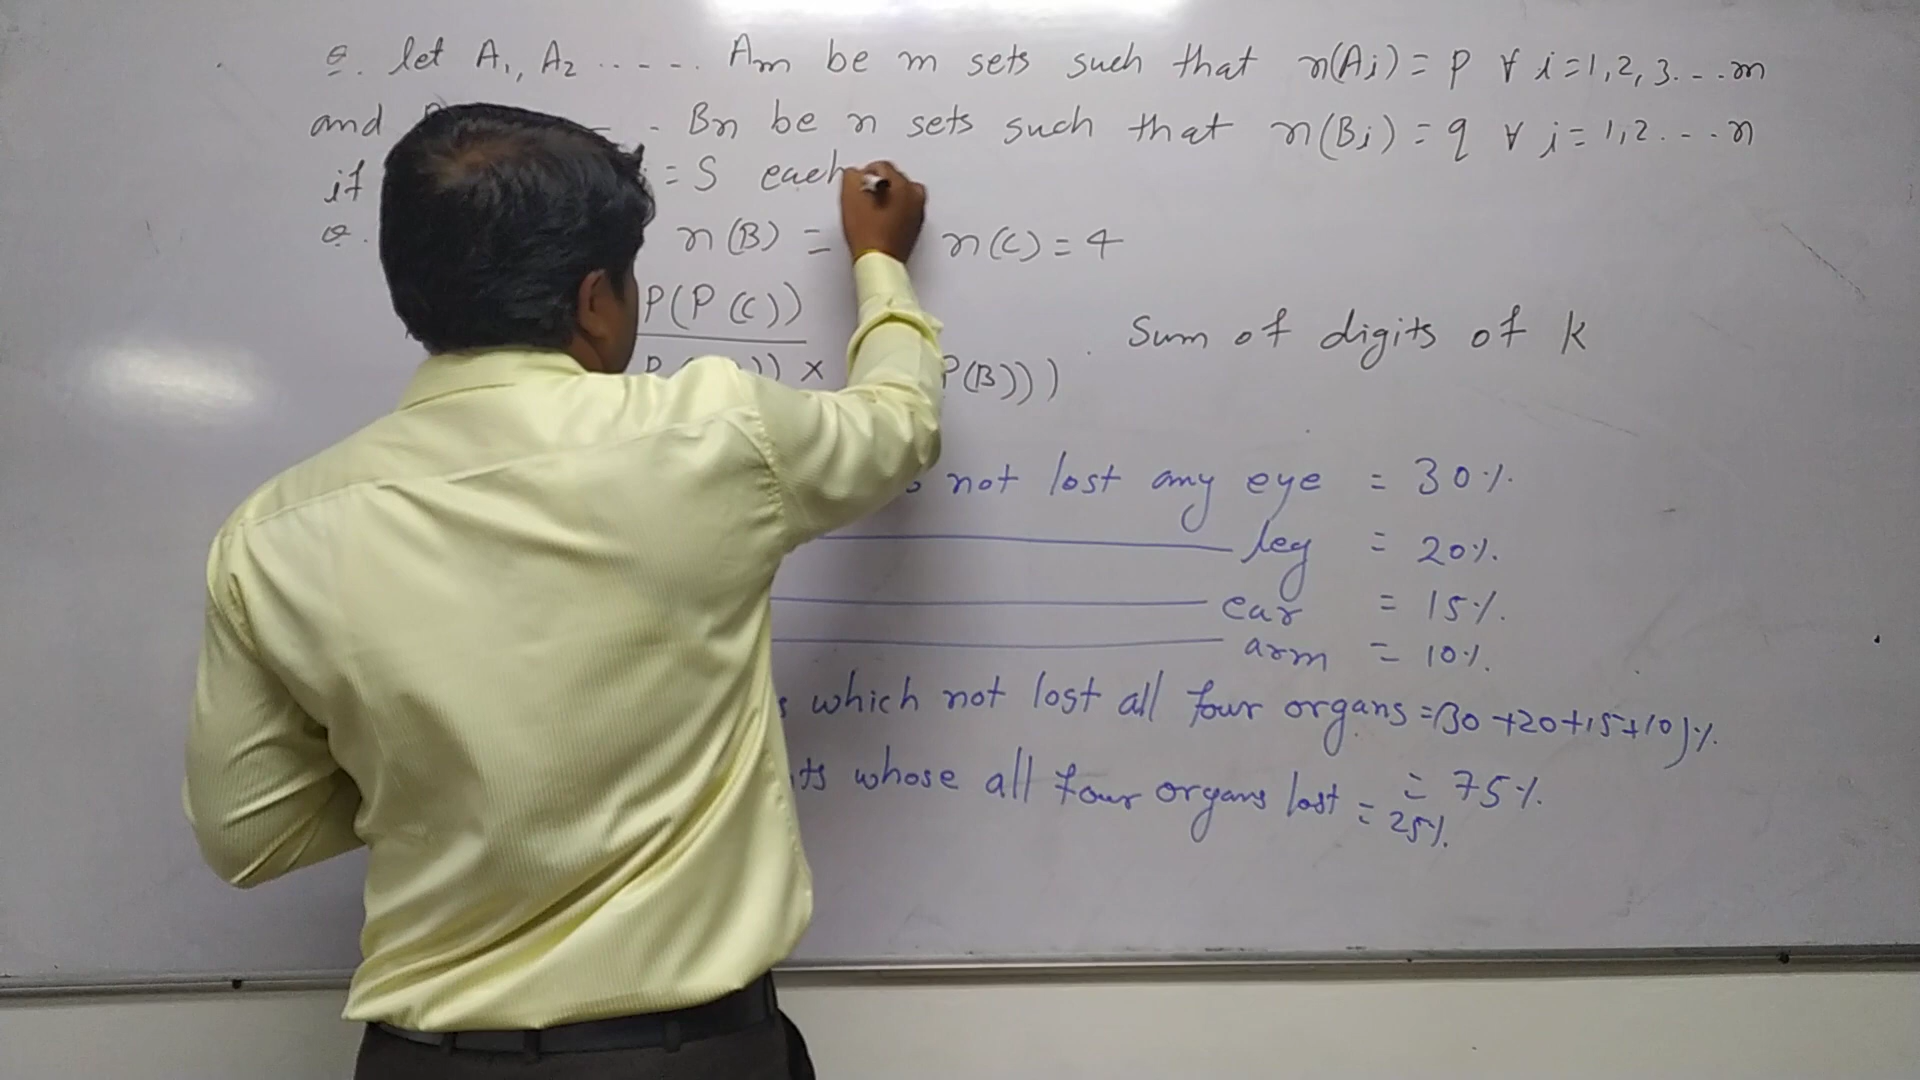 Q. let A1, A2 ..... Am be m sets such that n(Ai) = p ∀ i = 1, 2, 3 ... m
and Bn be n sets such that n(Bj) = q ∀ j = 1, 2 ... n
if = S each
Q. n(B) = n(C) = 4
P(P(C))
P(B)))
Sum of digits of k
not lost any eye = 30%.
leg = 20%.
ear = 15%.
arm = 10%.
which not lost all four organs = (30 + 20 + 15 + 10)%.
= 75%.
whose all four organs lost = 25%.